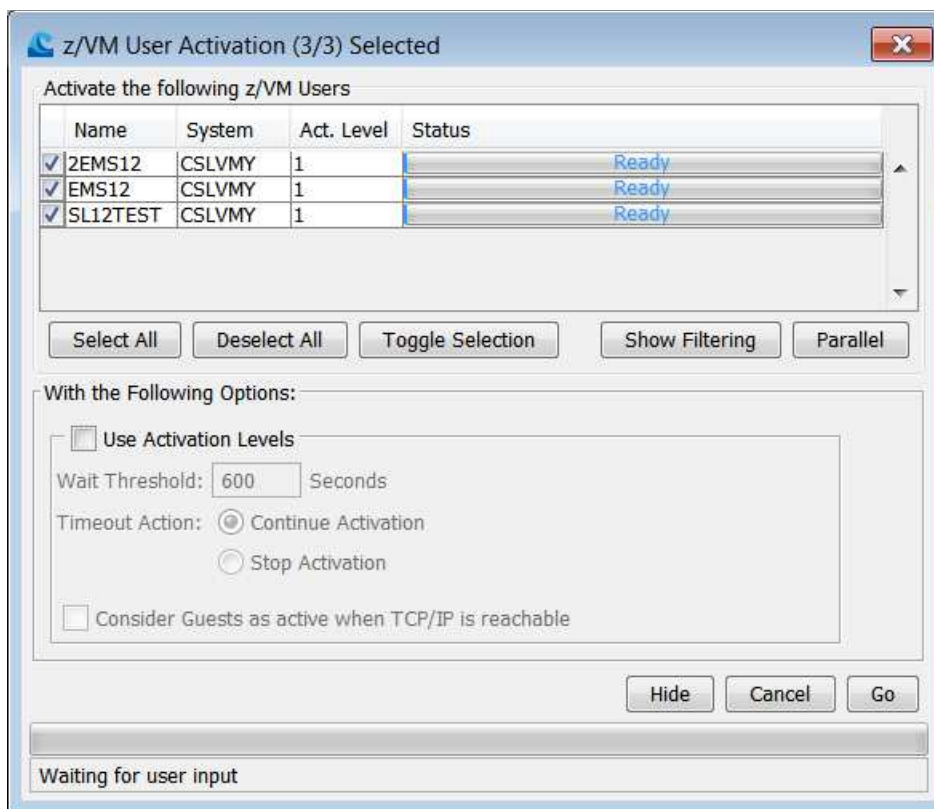 z/VM User Activation (3/3) Selected
Activate the following z/VM Users
Name System Act. Level Status
2EMS12 CSLVMY 1 Ready
EMS12 CSLVMY 1 Ready
SL12TEST CSLVMY 1 Ready
Select All Deselect All Toggle Selection Show Filtering Parallel
With the Following Options:
Use Activation Levels
Wait Threshold: 600 Seconds
Timeout Action: Continue Activation
Stop Activation
Consider Guests as active when TCP/IP is reachable
Hide Cancel Go
Waiting for user input